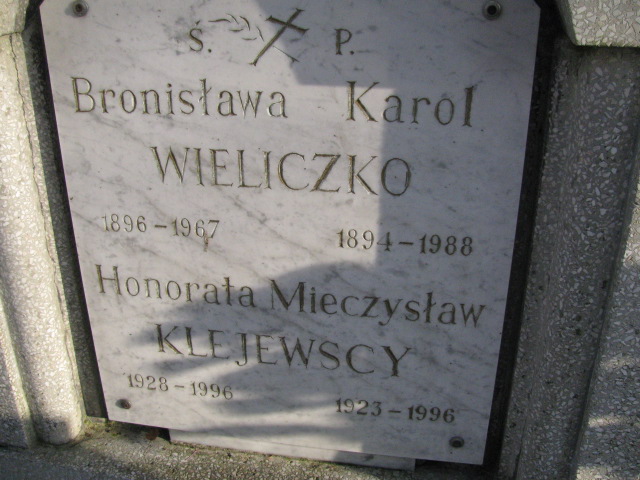 Ś. P.
Bronisława Karol
WIELICZKO
1896-1967 1894-1988
Honorata Mieczysław
KLEJEWSCY
1928-1996 1923-1996